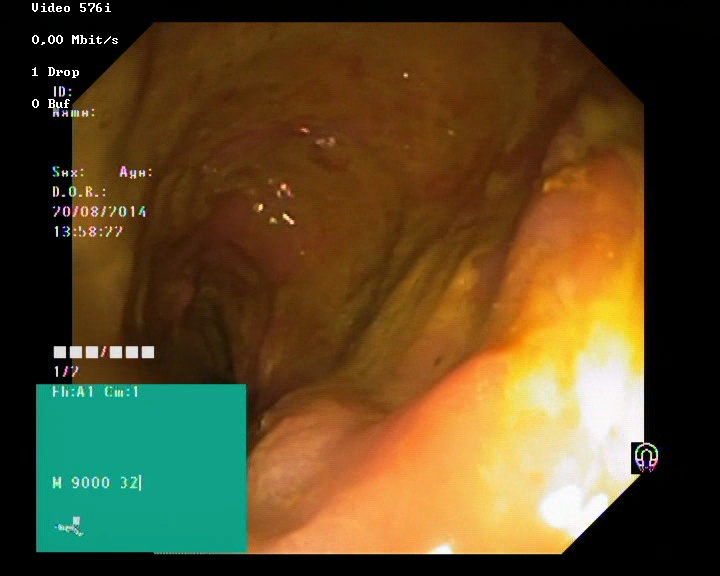 Video 576i
0,00 Mbit/s
1 Drop
ID:
0 Buf
Name:
Sex: Age:
D.O.B.:
20/08/2014
13:58:22
/
1/2
Eh:A1 Cm:1
M 9000 32